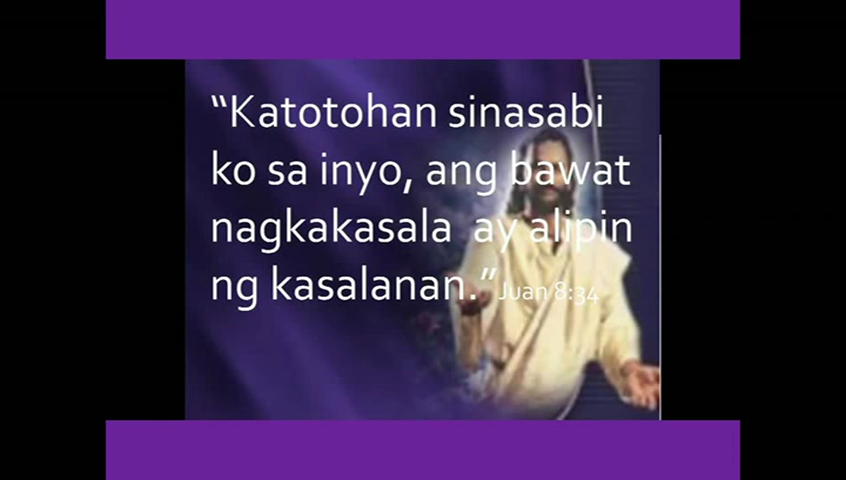 “Katotohan sinasabi
ko sa inyo, ang bawat
nagkakasala ay alipin
ng kasalanan.” Juan 8:34